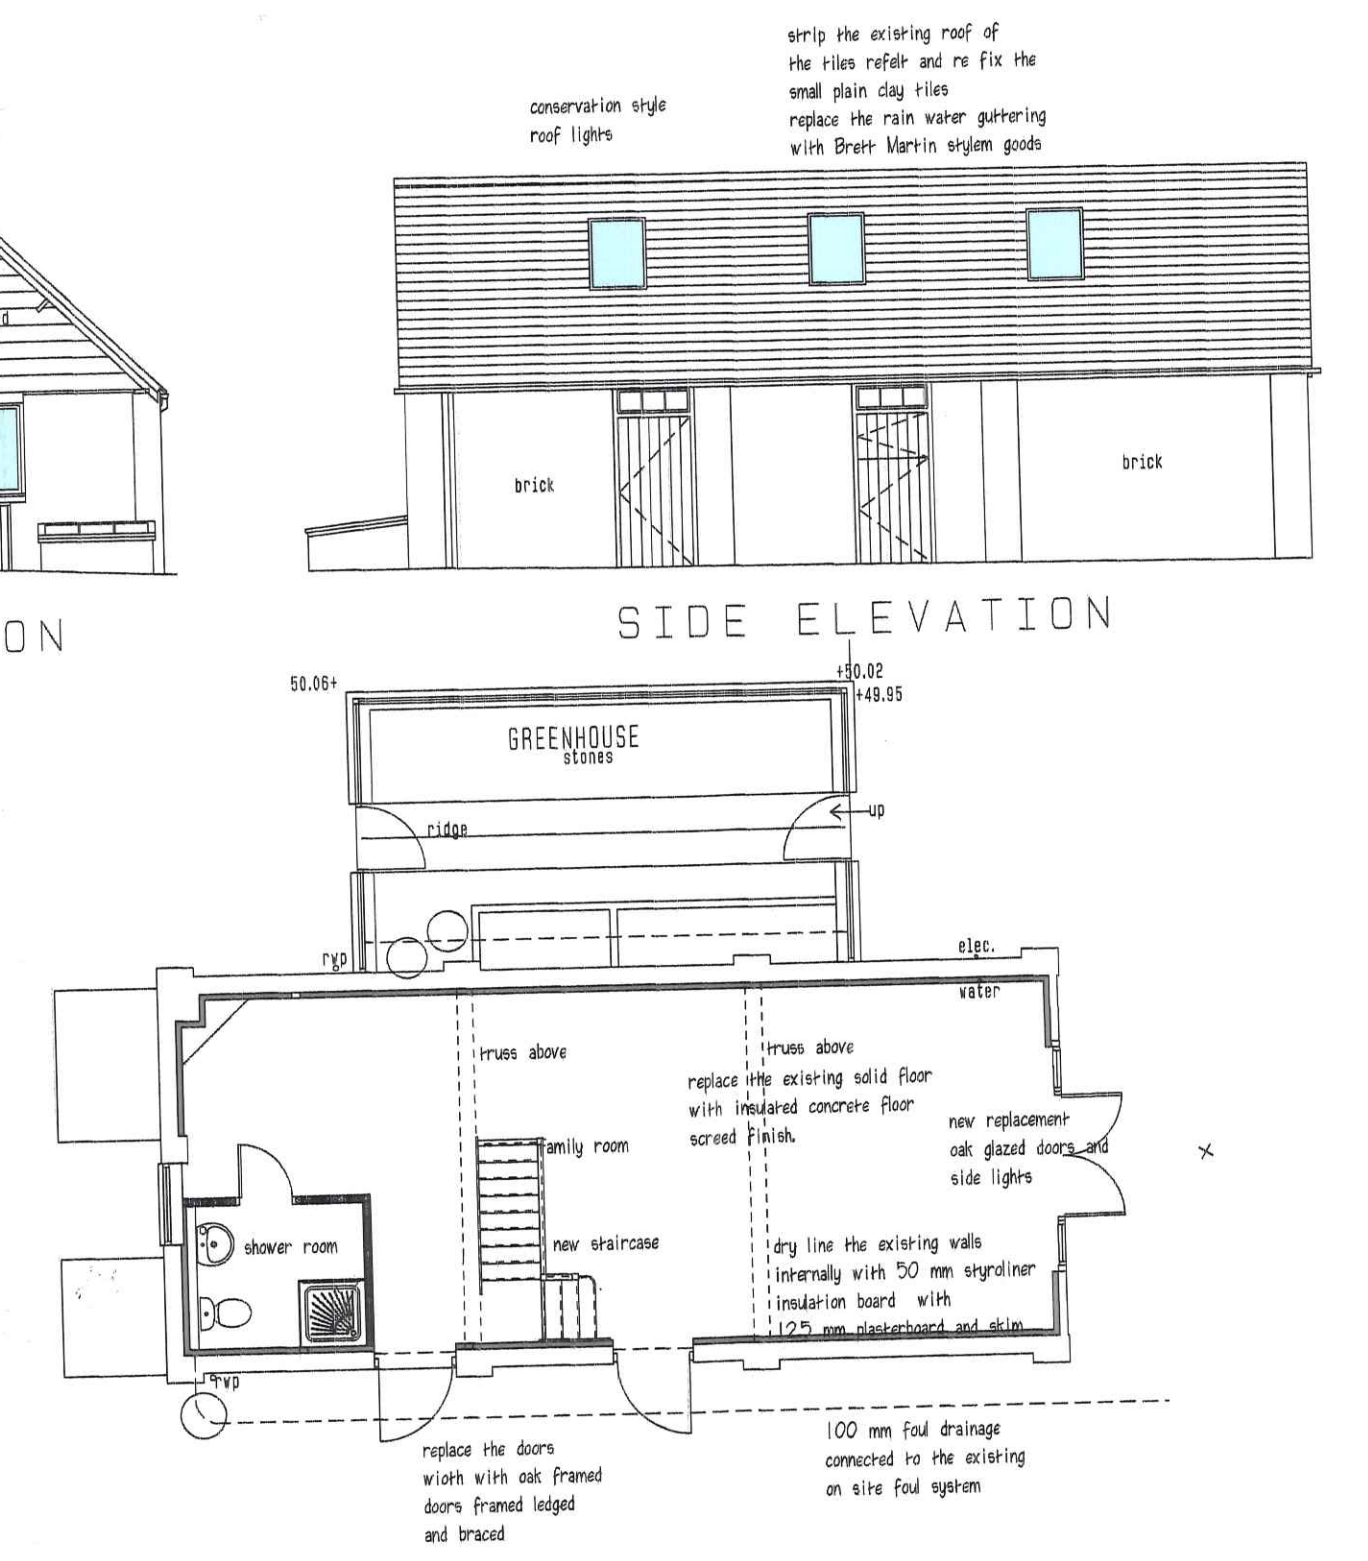 strip the existing roof of
the tiles refelt and re fix the
small plain clay tiles
replace the rain water guttering
with Brett Martin stylem goods
conservation style
roof lights
d
brick
brick
ON
SIDE ELEVATION
50.06+
+50.02
+49.95
GREENHOUSE
stones
up
ridge
rwp
elec.
water
truss above
truss above
replace the existing solid floor
with insulated concrete floor
screed finish.
new replacement
oak glazed doors and
side lights
x
amily room
shower room
new staircase
dry line the existing walls
internally with 50 mm styroliner
insulation board with
125 mm plasterboard and skim
rwp
100 mm foul drainage
connected to the existing
on site foul system
replace the doors
wioth with oak framed
doors framed ledged
and braced